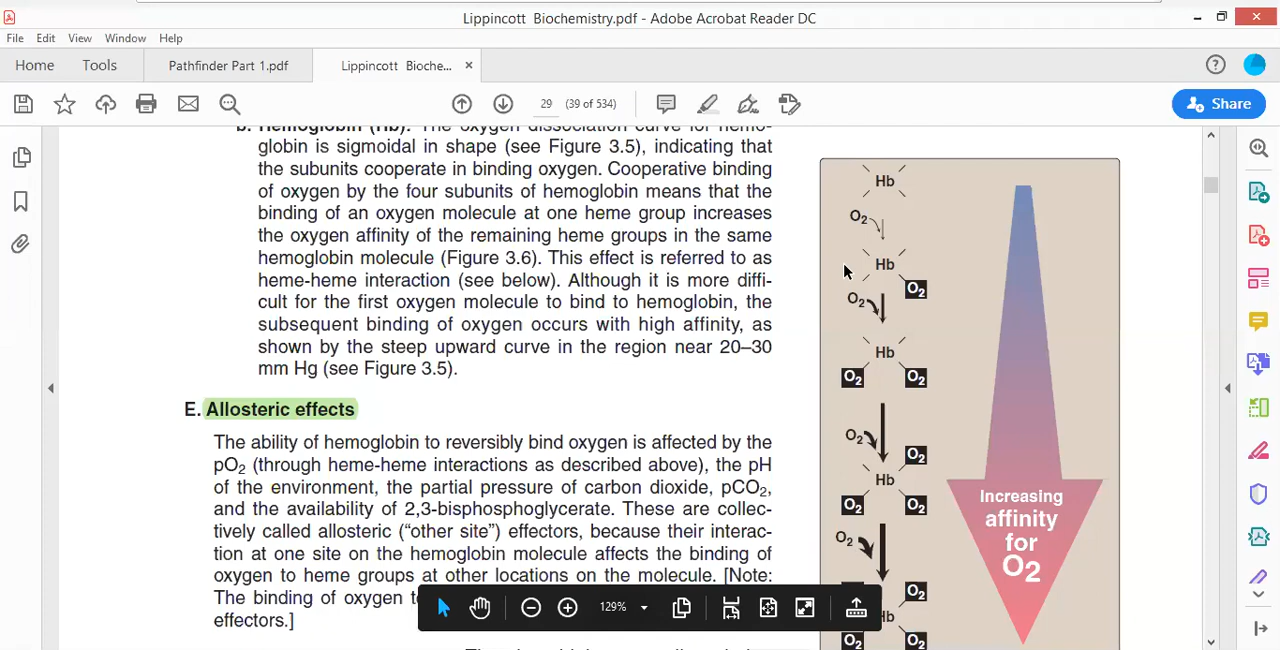 Lippincott Biochemistry.pdf - Adobe Acrobat Reader DC
File Edit View Window Help
Home Tools Pathfinder Part 1.pdf Lippincott Bioche... ×
29 (39 of 534)
Share
b. Hemoglobin (Hb): The oxygen dissociation curve for hemo-
globin is sigmoidal in shape (see Figure 3.5), indicating that
the subunits cooperate in binding oxygen. Cooperative binding
of oxygen by the four subunits of hemoglobin means that the
binding of an oxygen molecule at one heme group increases
the oxygen affinity of the remaining heme groups in the same
hemoglobin molecule (Figure 3.6). This effect is referred to as
heme-heme interaction (see below). Although it is more diffi-
cult for the first oxygen molecule to bind to hemoglobin, the
subsequent binding of oxygen occurs with high affinity, as
shown by the steep upward curve in the region near 20–30
mm Hg (see Figure 3.5).
E. Allosteric effects
The ability of hemoglobin to reversibly bind oxygen is affected by the
pO2 (through heme-heme interactions as described above), the pH
of the environment, the partial pressure of carbon dioxide, pCO2,
and the availability of 2,3-bisphosphoglycerate. These are collec-
tively called allosteric (“other site”) effectors, because their interac-
tion at one site on the hemoglobin molecule affects the binding of
oxygen to heme groups at other locations on the molecule. [Note:
The binding of oxygen
effectors.]
Hb
O2
Hb
O2
O2
Hb
O2 O2
O2
O2
Hb
O2 O2
O2
O2
Hb
O2 O2
Increasing
affinity
for
O2
129%